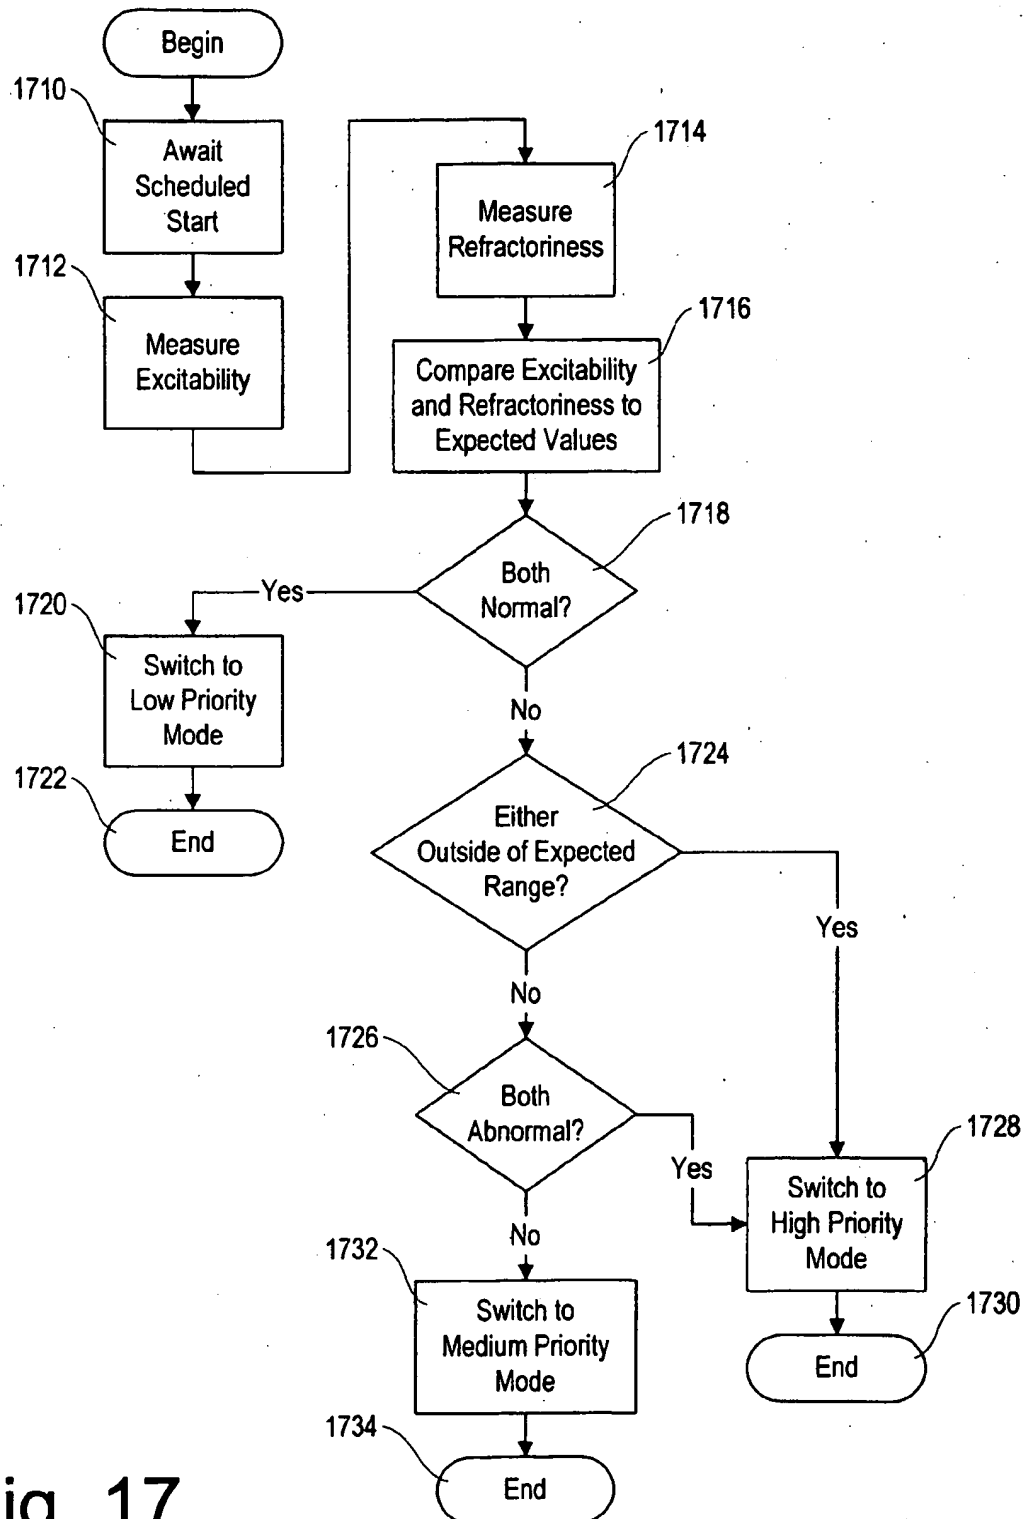 Begin
1710
Await
Scheduled
Start
1712
Measure
Excitability
1714
Measure
Refractoriness
1716
Compare Excitability
and Refractoriness to
Expected Values
1718
Both
Normal?
Yes
1720
Switch to
Low Priority
Mode
1722
End
No
1724
Either
Outside of Expected
Range?
Yes
No
1726
Both
Abnormal?
Yes
1728
Switch to
High Priority
Mode
1730
End
No
1732
Switch to
Medium Priority
Mode
1734
End
ig. 17